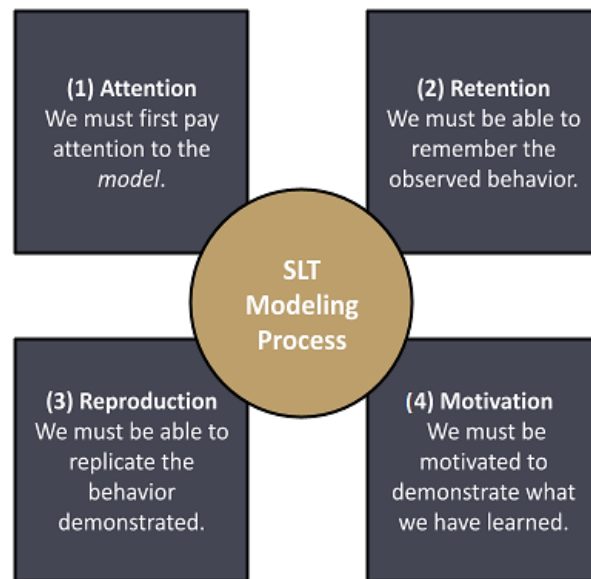 (1) Attention
We must first pay
attention to the
model.
(2) Retention
We must be able to
remember the
observed behavior.
SLT
Modeling
Process
(3) Reproduction
We must be able to
replicate the
behavior
demonstrated.
(4) Motivation
We must be
motivated to
demonstrate what
we have learned.